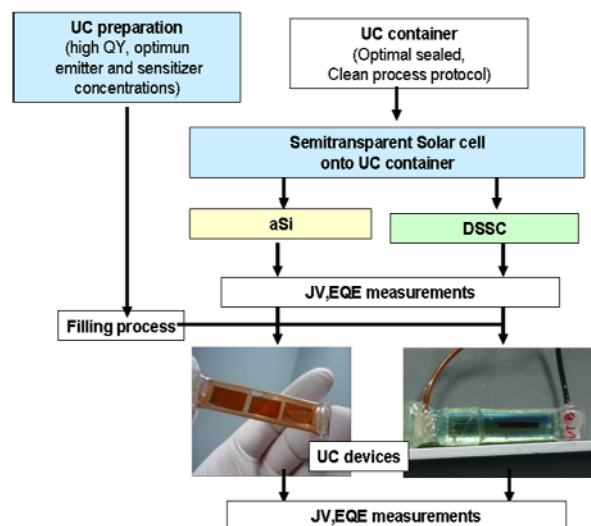 UC preparation
(high QY, optimun
emitter and sensitizer
concentrations)
UC container
(Optimal sealed,
Clean process protocol)
Semitransparent Solar cell
onto UC container
aSi
DSSC
JV,EQE measurements
Filling process
UC devices
JV,EQE measurements